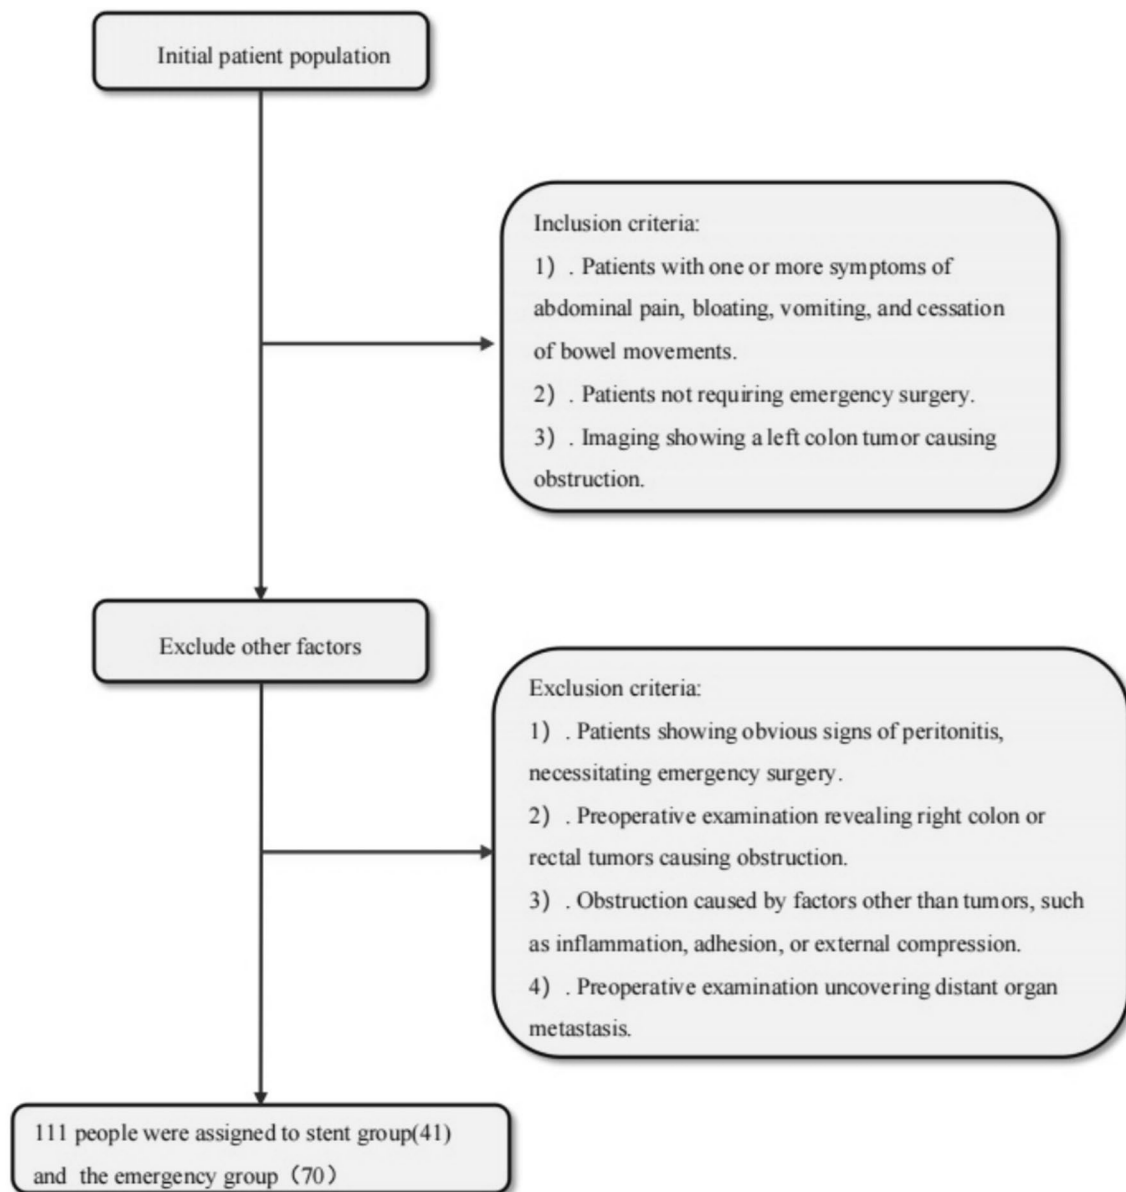 Initial patient population
Inclusion criteria:
1）. Patients with one or more symptoms of
abdominal pain, bloating, vomiting, and cessation
of bowel movements.
2）. Patients not requiring emergency surgery.
3）. Imaging showing a left colon tumor causing
obstruction.
Exclude other factors
Exclusion criteria:
1）. Patients showing obvious signs of peritonitis,
necessitating emergency surgery.
2）. Preoperative examination revealing right colon or
rectal tumors causing obstruction.
3）. Obstruction caused by factors other than tumors, such
as inflammation, adhesion, or external compression.
4）. Preoperative examination uncovering distant organ
metastasis.
111 people were assigned to stent group(41)
and the emergency group（70）